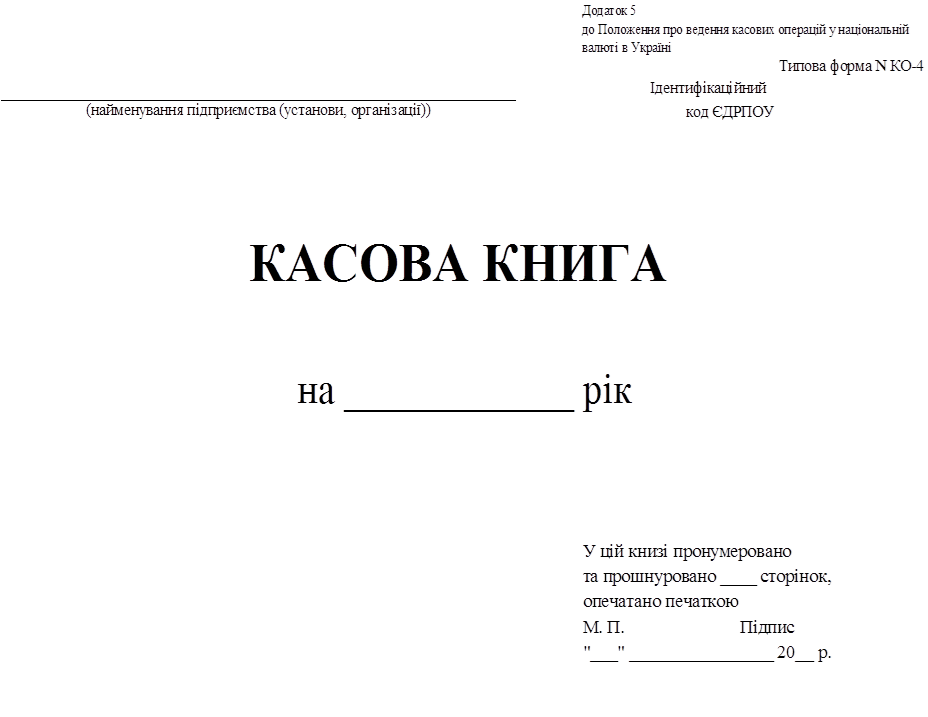 Додаток 5
до Положення про ведення касових операцій у національній
валюті в Україні
Типова форма N КО-4
Ідентифікаційний
код ЄДРПОУ
(найменування підприємства (установи, організації))
КАСОВА КНИГА
на ___________ рік
У цій книзі пронумеровано
та прошнуровано ____ сторінок,
опечатано печаткою
М. П. Підпис
"___" ________________ 20__ р.